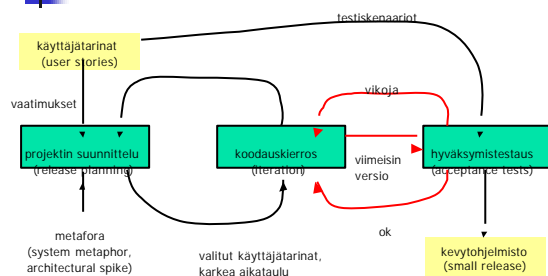 testiskenaariot
käyttäjätarinat
(user stories)
vikoja
vaatimukset
projektin suunnittelu
(release planning)
koodauskierros
(iteration)
viimeisin
versio
hyväksymistestaus
(acceptance tests)
metafora
(system metaphor,
architectural spike)
valitut käyttäjätarinat,
karkea aikataulu
ok
kevytohjelmisto
(small release)